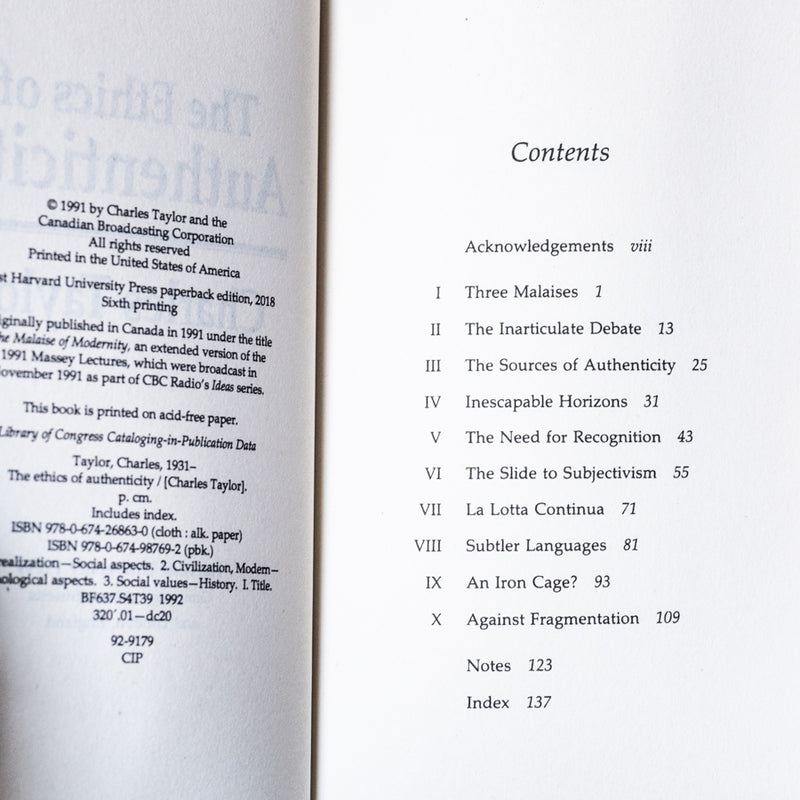 The Ethics of
© 1991 by Charles Taylor and the
Canadian Broadcasting Corporation
All rights reserved
Printed in the United States of America
Harvard University Press paperback edition, 2018
Sixth printing
published in Canada in 1991 under the title
Malaise of Modernity, an extended version of the
1991 Massey Lectures, which were broadcast in
1991 as part of CBC Radio's Ideas series.
This book is printed on acid-free paper.
Library of Congress Cataloging-in-Publication Data
Taylor, Charles, 1931–
The ethics of authenticity / [Charles Taylor].
p. cm.
Includes index.
ISBN 978-0-674-26863-0 (cloth : alk. paper)
ISBN 978-0-674-98769-2 (pbk.)
—Social aspects. 2. Civilization, Modern—
aspects. 3. Social values—History. I. Title.
BF637.S4T39 1992
320'.01—dc20
92-9179
CIP
Contents
Acknowledgements viii
I Three Malaises 1
II The Inarticulate Debate 13
III The Sources of Authenticity 25
IV Inescapable Horizons 31
V The Need for Recognition 43
VI The Slide to Subjectivism 55
VII La Lotta Continua 71
VIII Subtler Languages 81
IX An Iron Cage? 93
X Against Fragmentation 109
Notes 123
Index 137